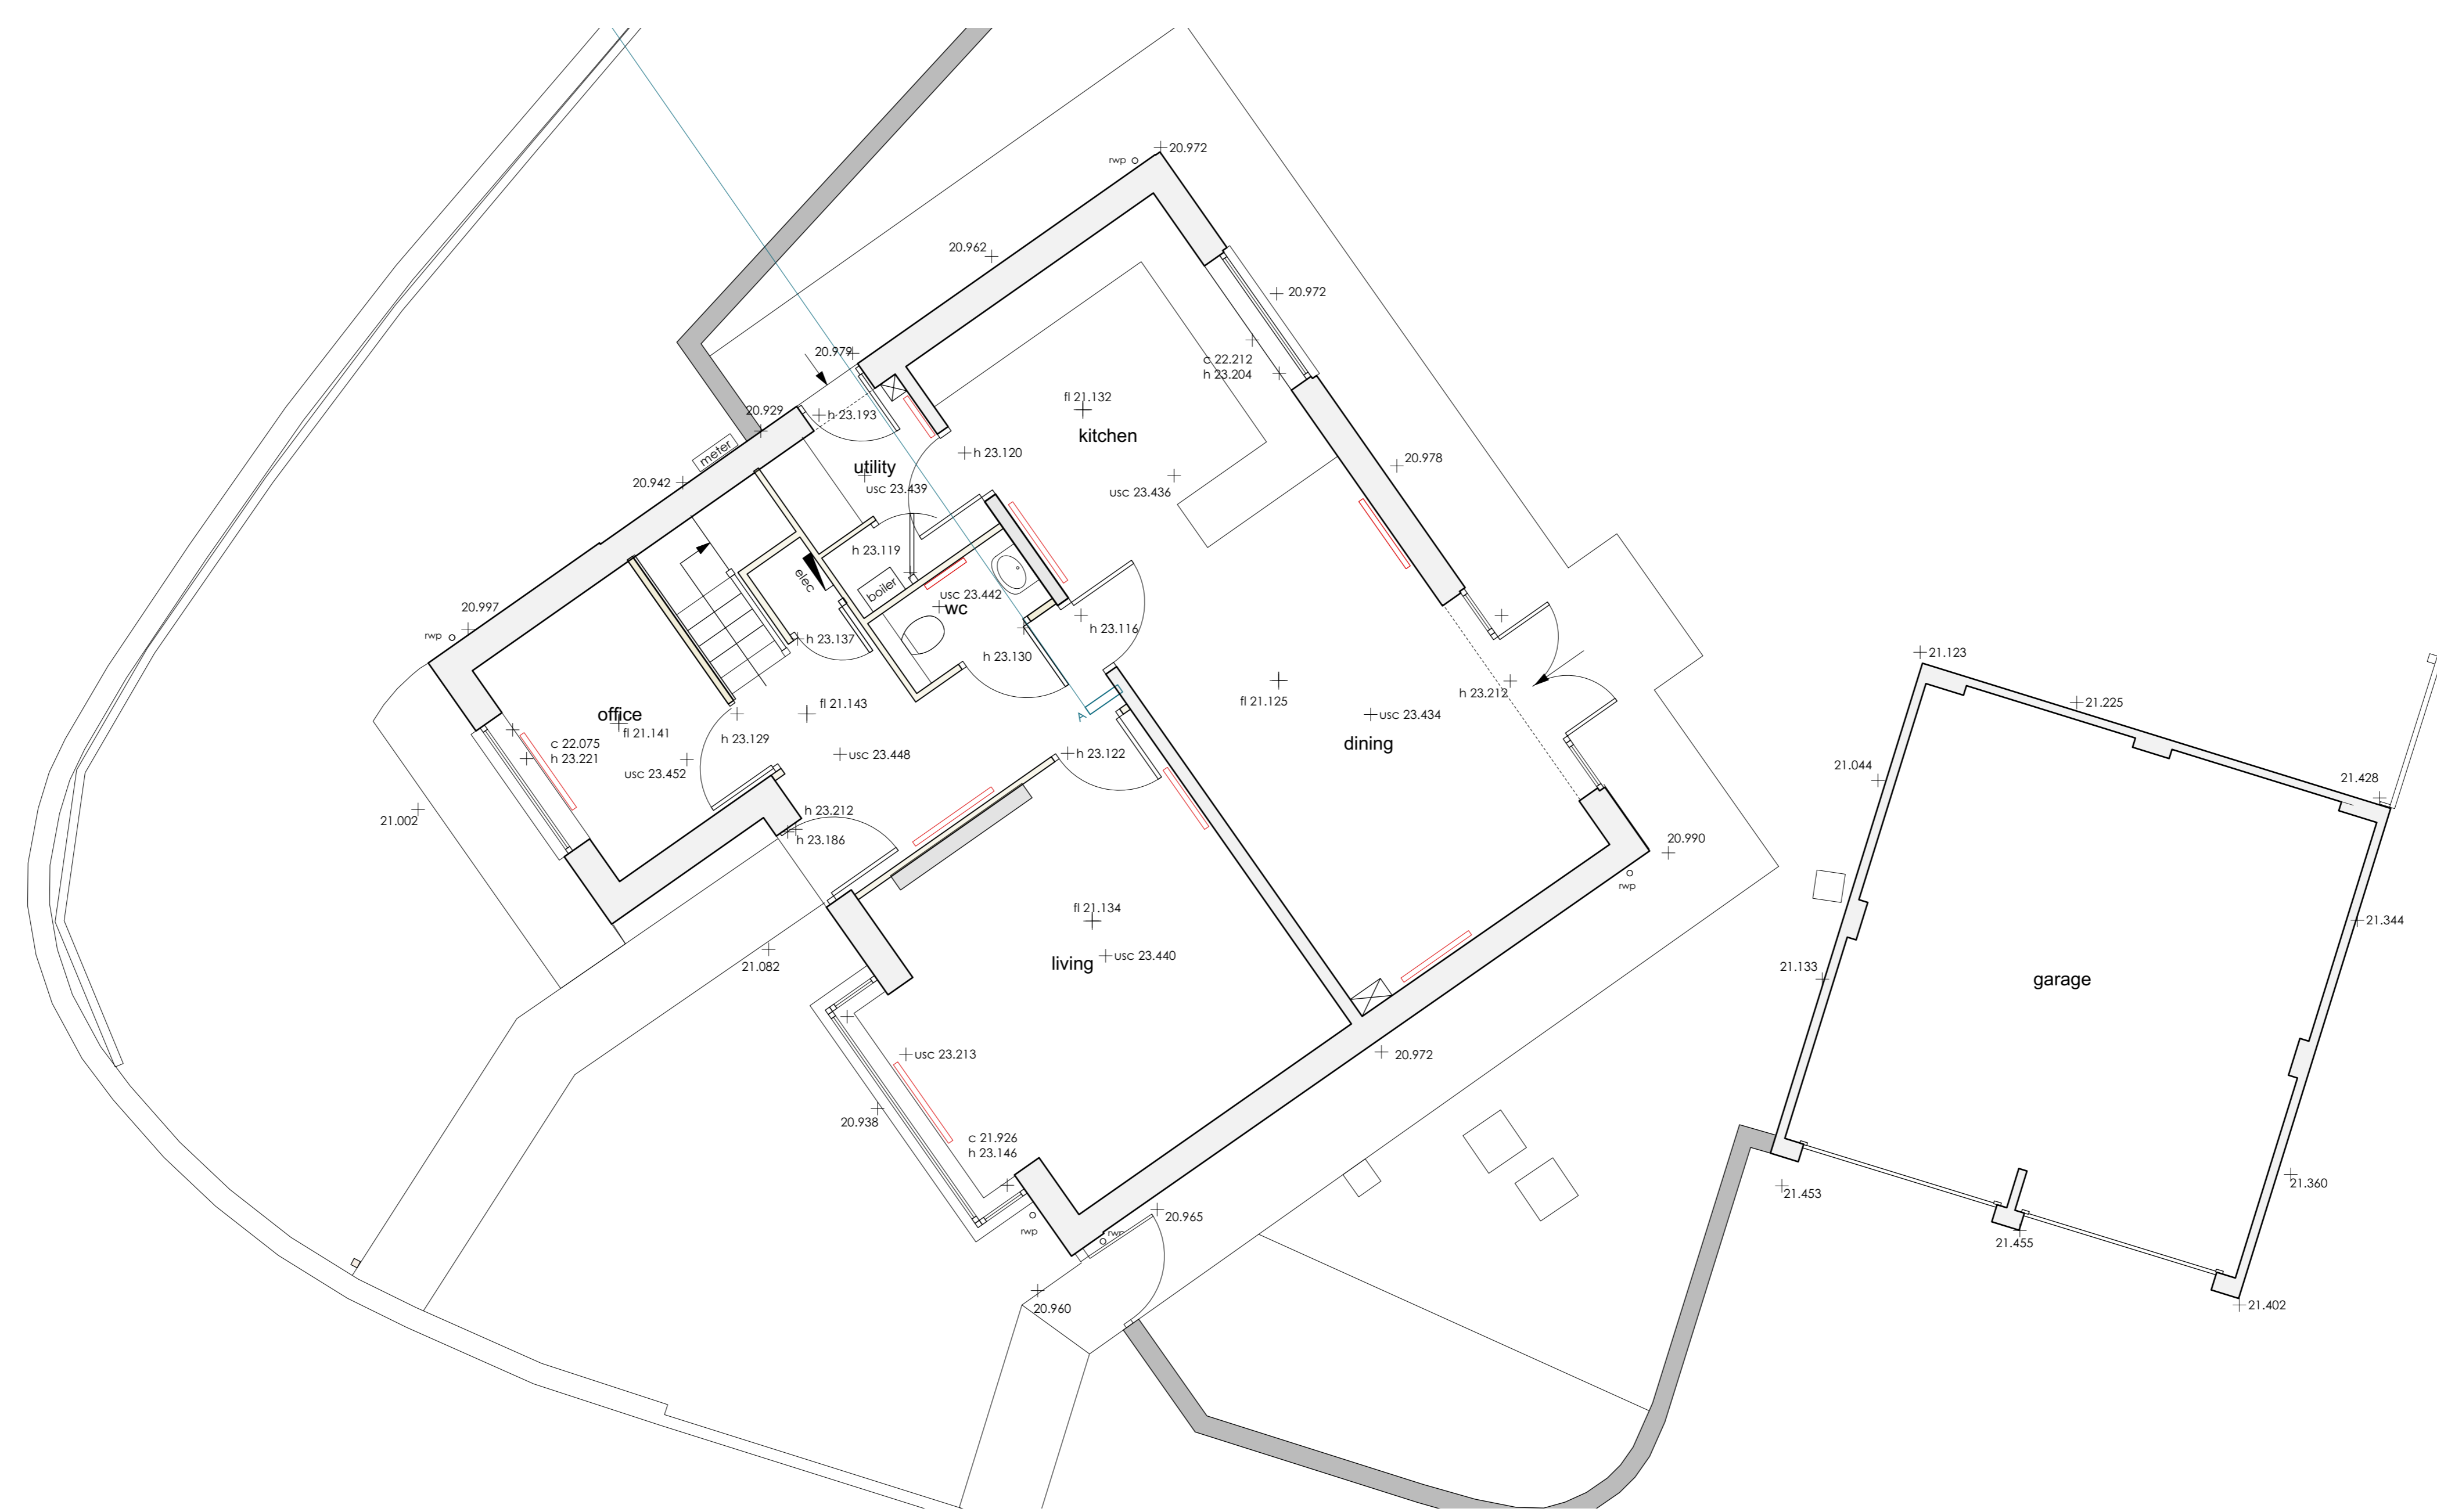 20.972
rwp
20.962
20.972
20.979
c 22.212
h 23.204
fl 21.132
kitchen
20.929
h 23.193
meter
h 23.120
20.978
utility
20.942
usc 23.439
usc 23.436
h 23.119
elec
boiler
usc 23.442
wc
20.997
rwp
h 23.137
h 23.116
h 23.130
21.123
fl 21.143
office
fl 21.141
fl 21.125
h 23.212
21.225
A
usc 23.434
h 23.129
c 22.075
h 23.221
dining
usc 23.448
h 23.122
usc 23.452
21.044
21.428
h 23.212
21.002
h 23.186
20.990
rwp
fl 21.134
21.344
21.082
living
usc 23.440
21.133
garage
usc 23.213
20.972
20.938
c 21.926
h 23.146
21.360
21.453
20.965
rwp
rwp
21.455
20.960
21.402